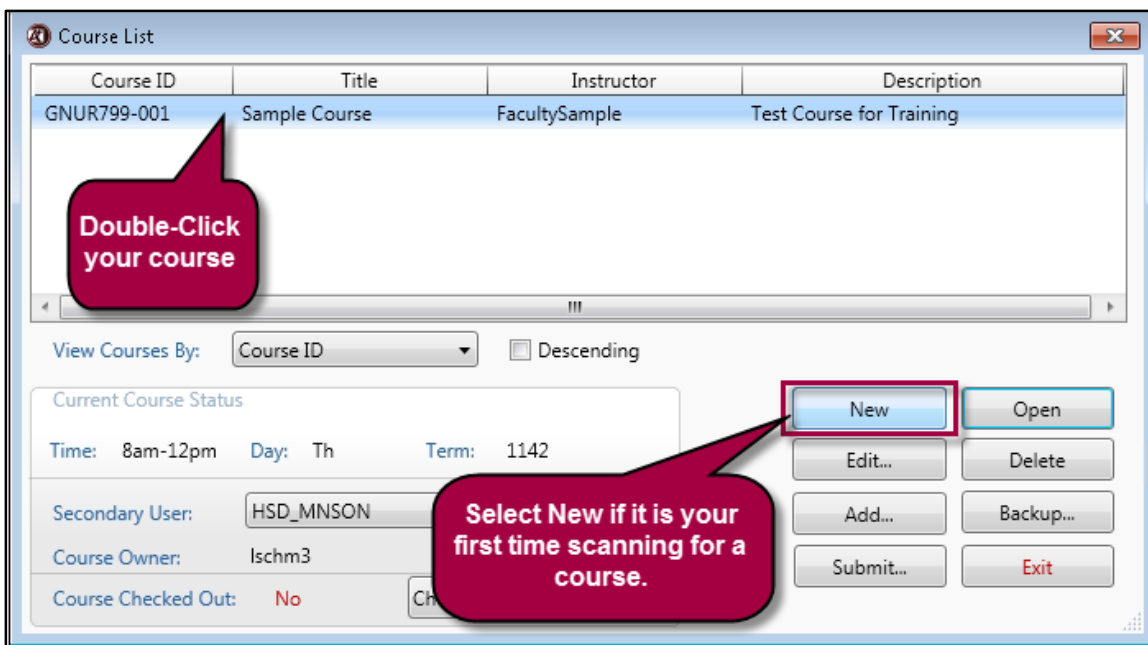 Course List
Course ID Title Instructor Description
GNUR799-001 Sample Course FacultySample Test Course for Training
Double-Click
your course
View Courses By: Course ID Descending
Current Course Status
Time: 8am-12pm Day: Th Term: 1142
Secondary User: HSD_MNSON
Course Owner: lschm3
Course Checked Out: No
Select New if it is your
first time scanning for a
course.
New Open
Edit... Delete
Add... Backup...
Submit... Exit